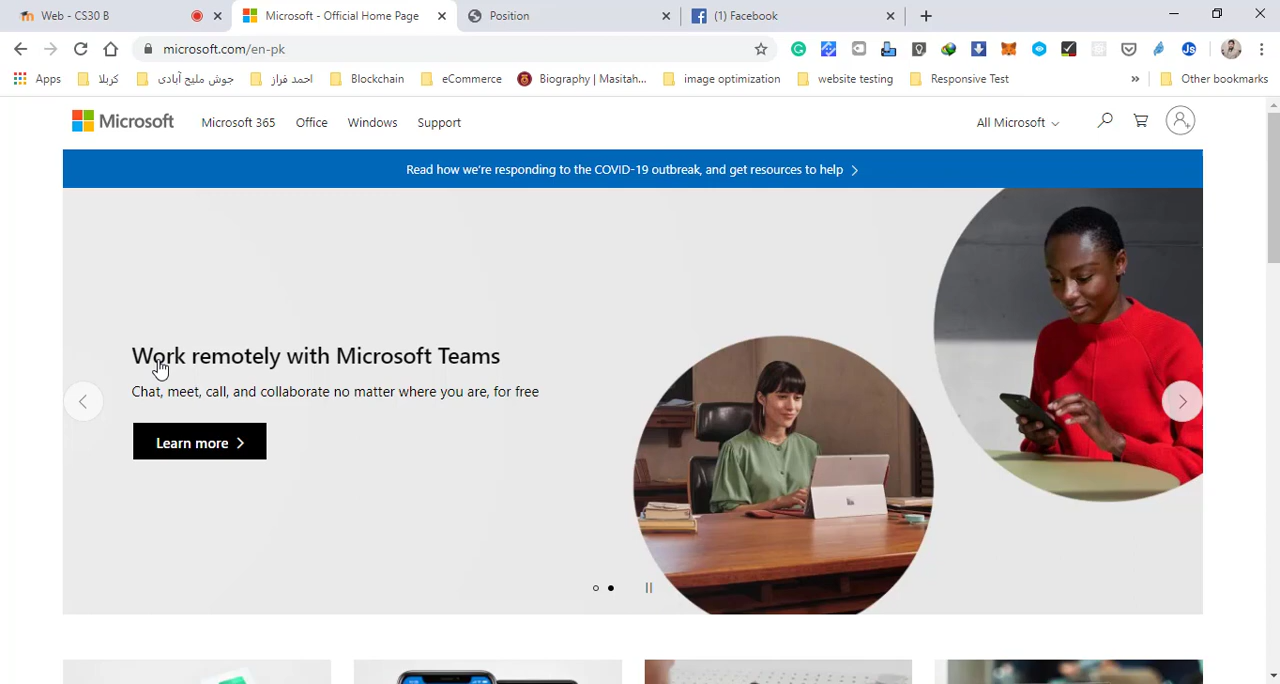 Web - CS30 B
Microsoft - Official Home Page
Position
(1) Facebook
microsoft.com/en-pk
Apps
کربلا
جوش ملیح آبادی
احمد فراز
Blockchain
eCommerce
Biography | Masitah...
image optimization
website testing
Responsive Test
»
Other bookmarks
Microsoft
Microsoft 365
Office
Windows
Support
All Microsoft
Read how we're responding to the COVID-19 outbreak, and get resources to help
Work remotely with Microsoft Teams
Chat, meet, call, and collaborate no matter where you are, for free
Learn more